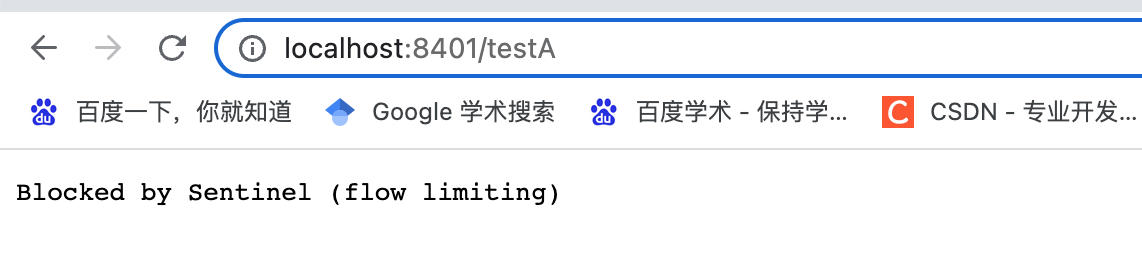 localhost:8401/testA
百度一下，你就知道 Google 学术搜索 百度学术 - 保持学... CSDN - 专业开发...
Blocked by Sentinel (flow limiting)